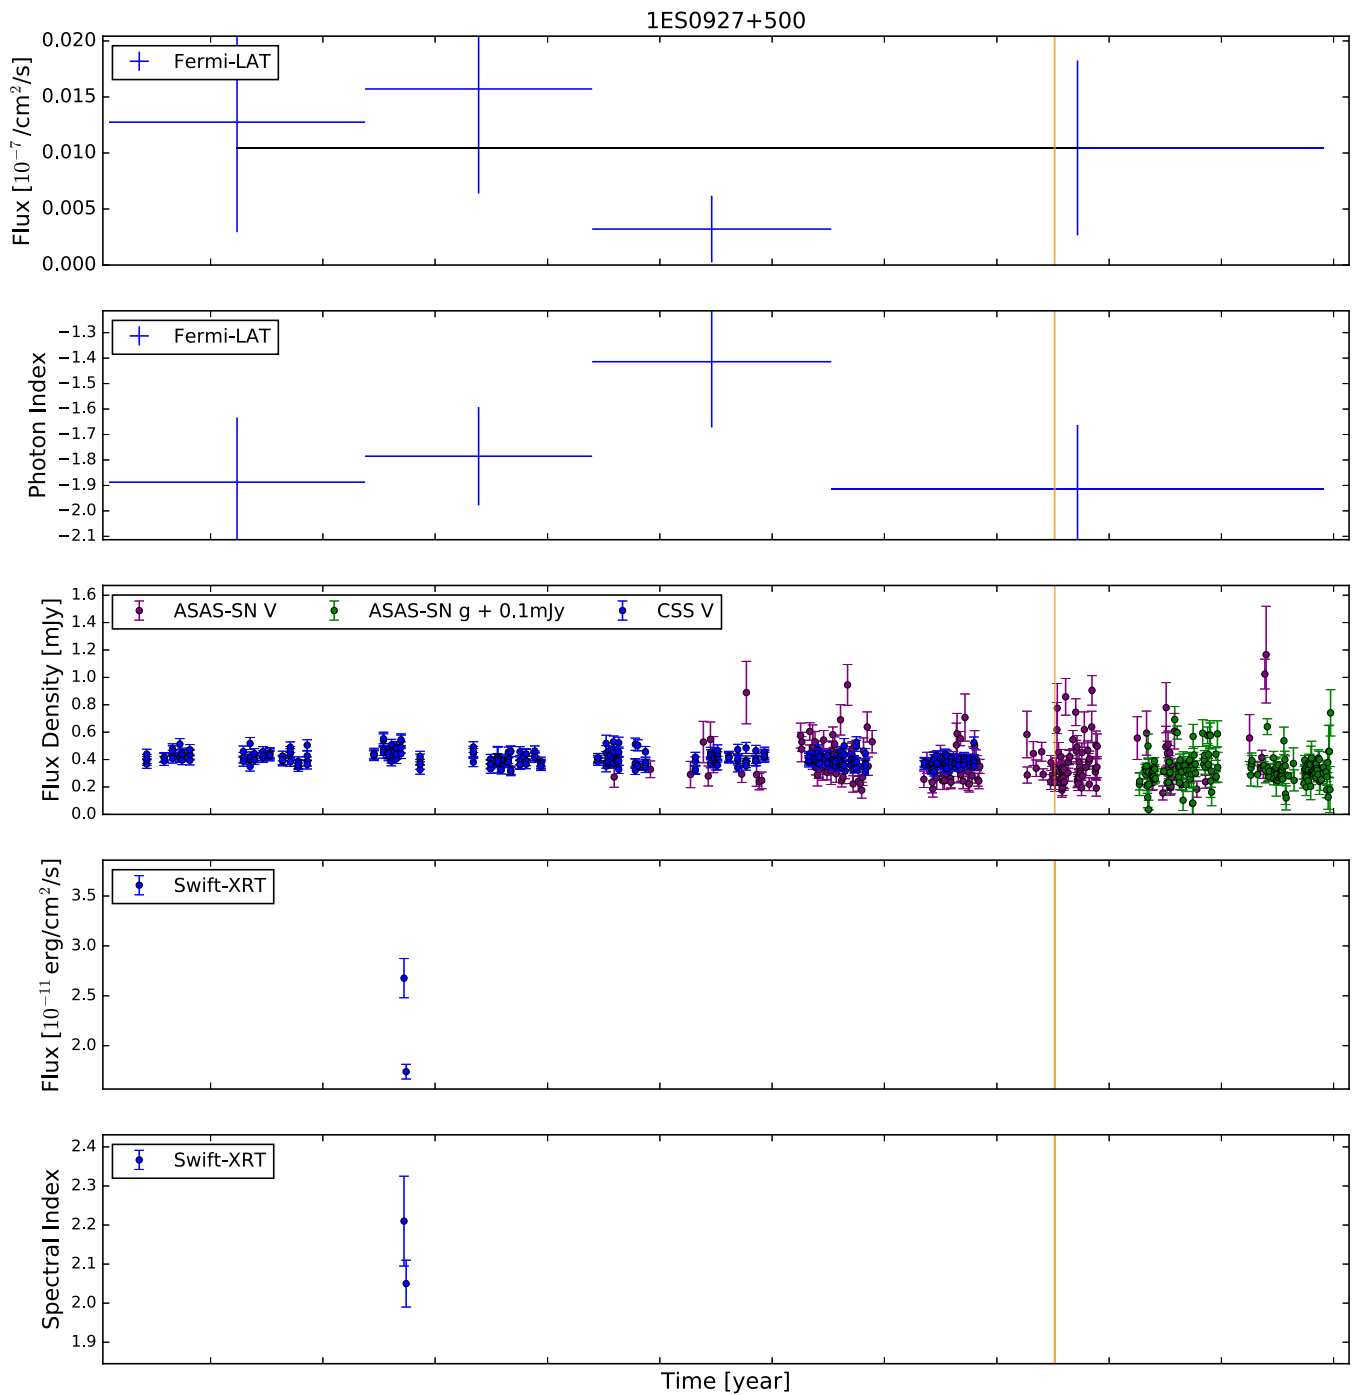 1ES0927+500
Flux [10⁻⁷/cm²/s]
0.020
0.015
0.010
0.005
0.000
Fermi-LAT
Photon Index
−1.3
−1.4
−1.5
−1.6
−1.7
−1.8
−1.9
−2.0
−2.1
Fermi-LAT
Flux Density [mJy]
1.6
1.4
1.2
1.0
0.8
0.6
0.4
0.2
0.0
ASAS-SN V ASAS-SN g + 0.1mJy CSS V
Flux [10⁻¹¹ erg/cm²/s]
3.5
3.0
2.5
2.0
Swift-XRT
Spectral Index
2.4
2.3
2.2
2.1
2.0
1.9
Swift-XRT
Time [year]